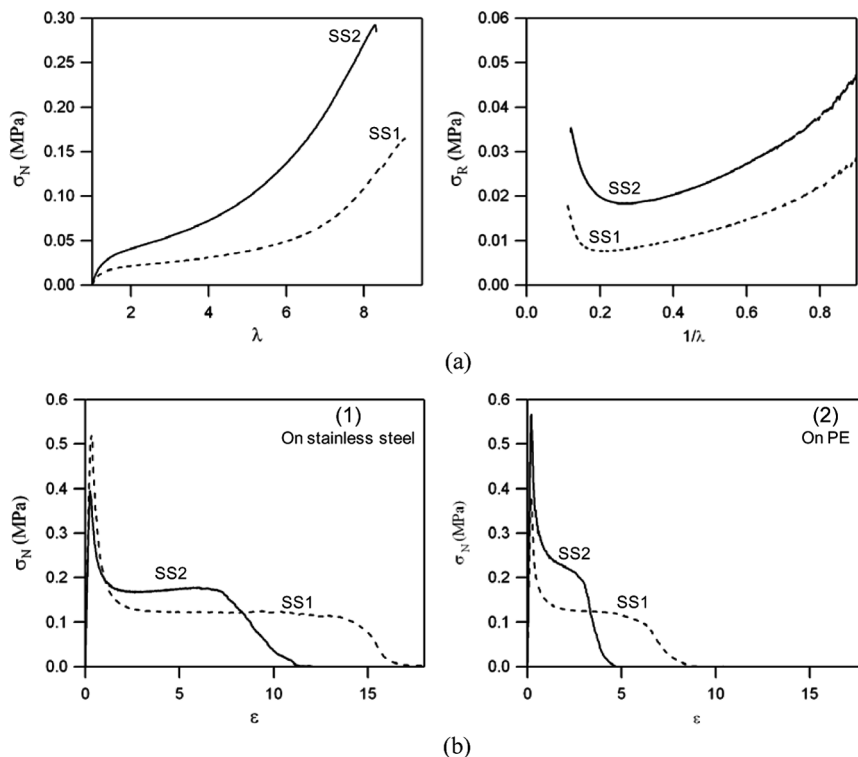 0.30
0.25
0.20
0.15
0.10
0.05
0.00
σN (MPa)
SS2
SS1
2 4 6 8
λ
0.06
0.05
0.04
0.03
0.02
0.01
0.00
σR (MPa)
SS2
SS1
0.0 0.2 0.4 0.6 0.8
1/λ
(a)
0.6
0.5
0.4
0.3
0.2
0.1
0.0
σN (MPa)
(1)
On stainless steel
SS2
SS1
0 5 10 15
ε
0.6
0.5
0.4
0.3
0.2
0.1
0.0
σN (MPa)
(2)
On PE
SS2
SS1
0 5 10 15
ε
(b)